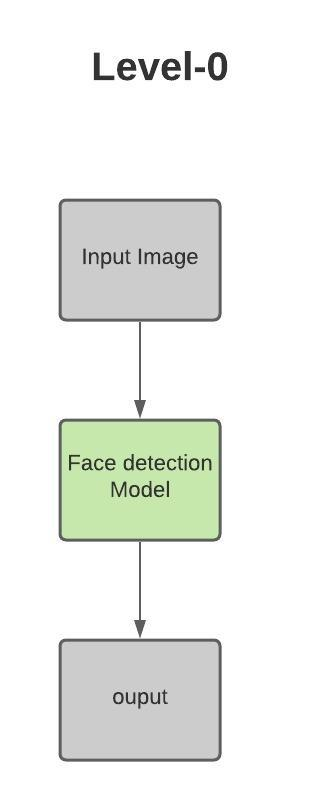 Level-0
Input Image
Face detection
Model
ouput